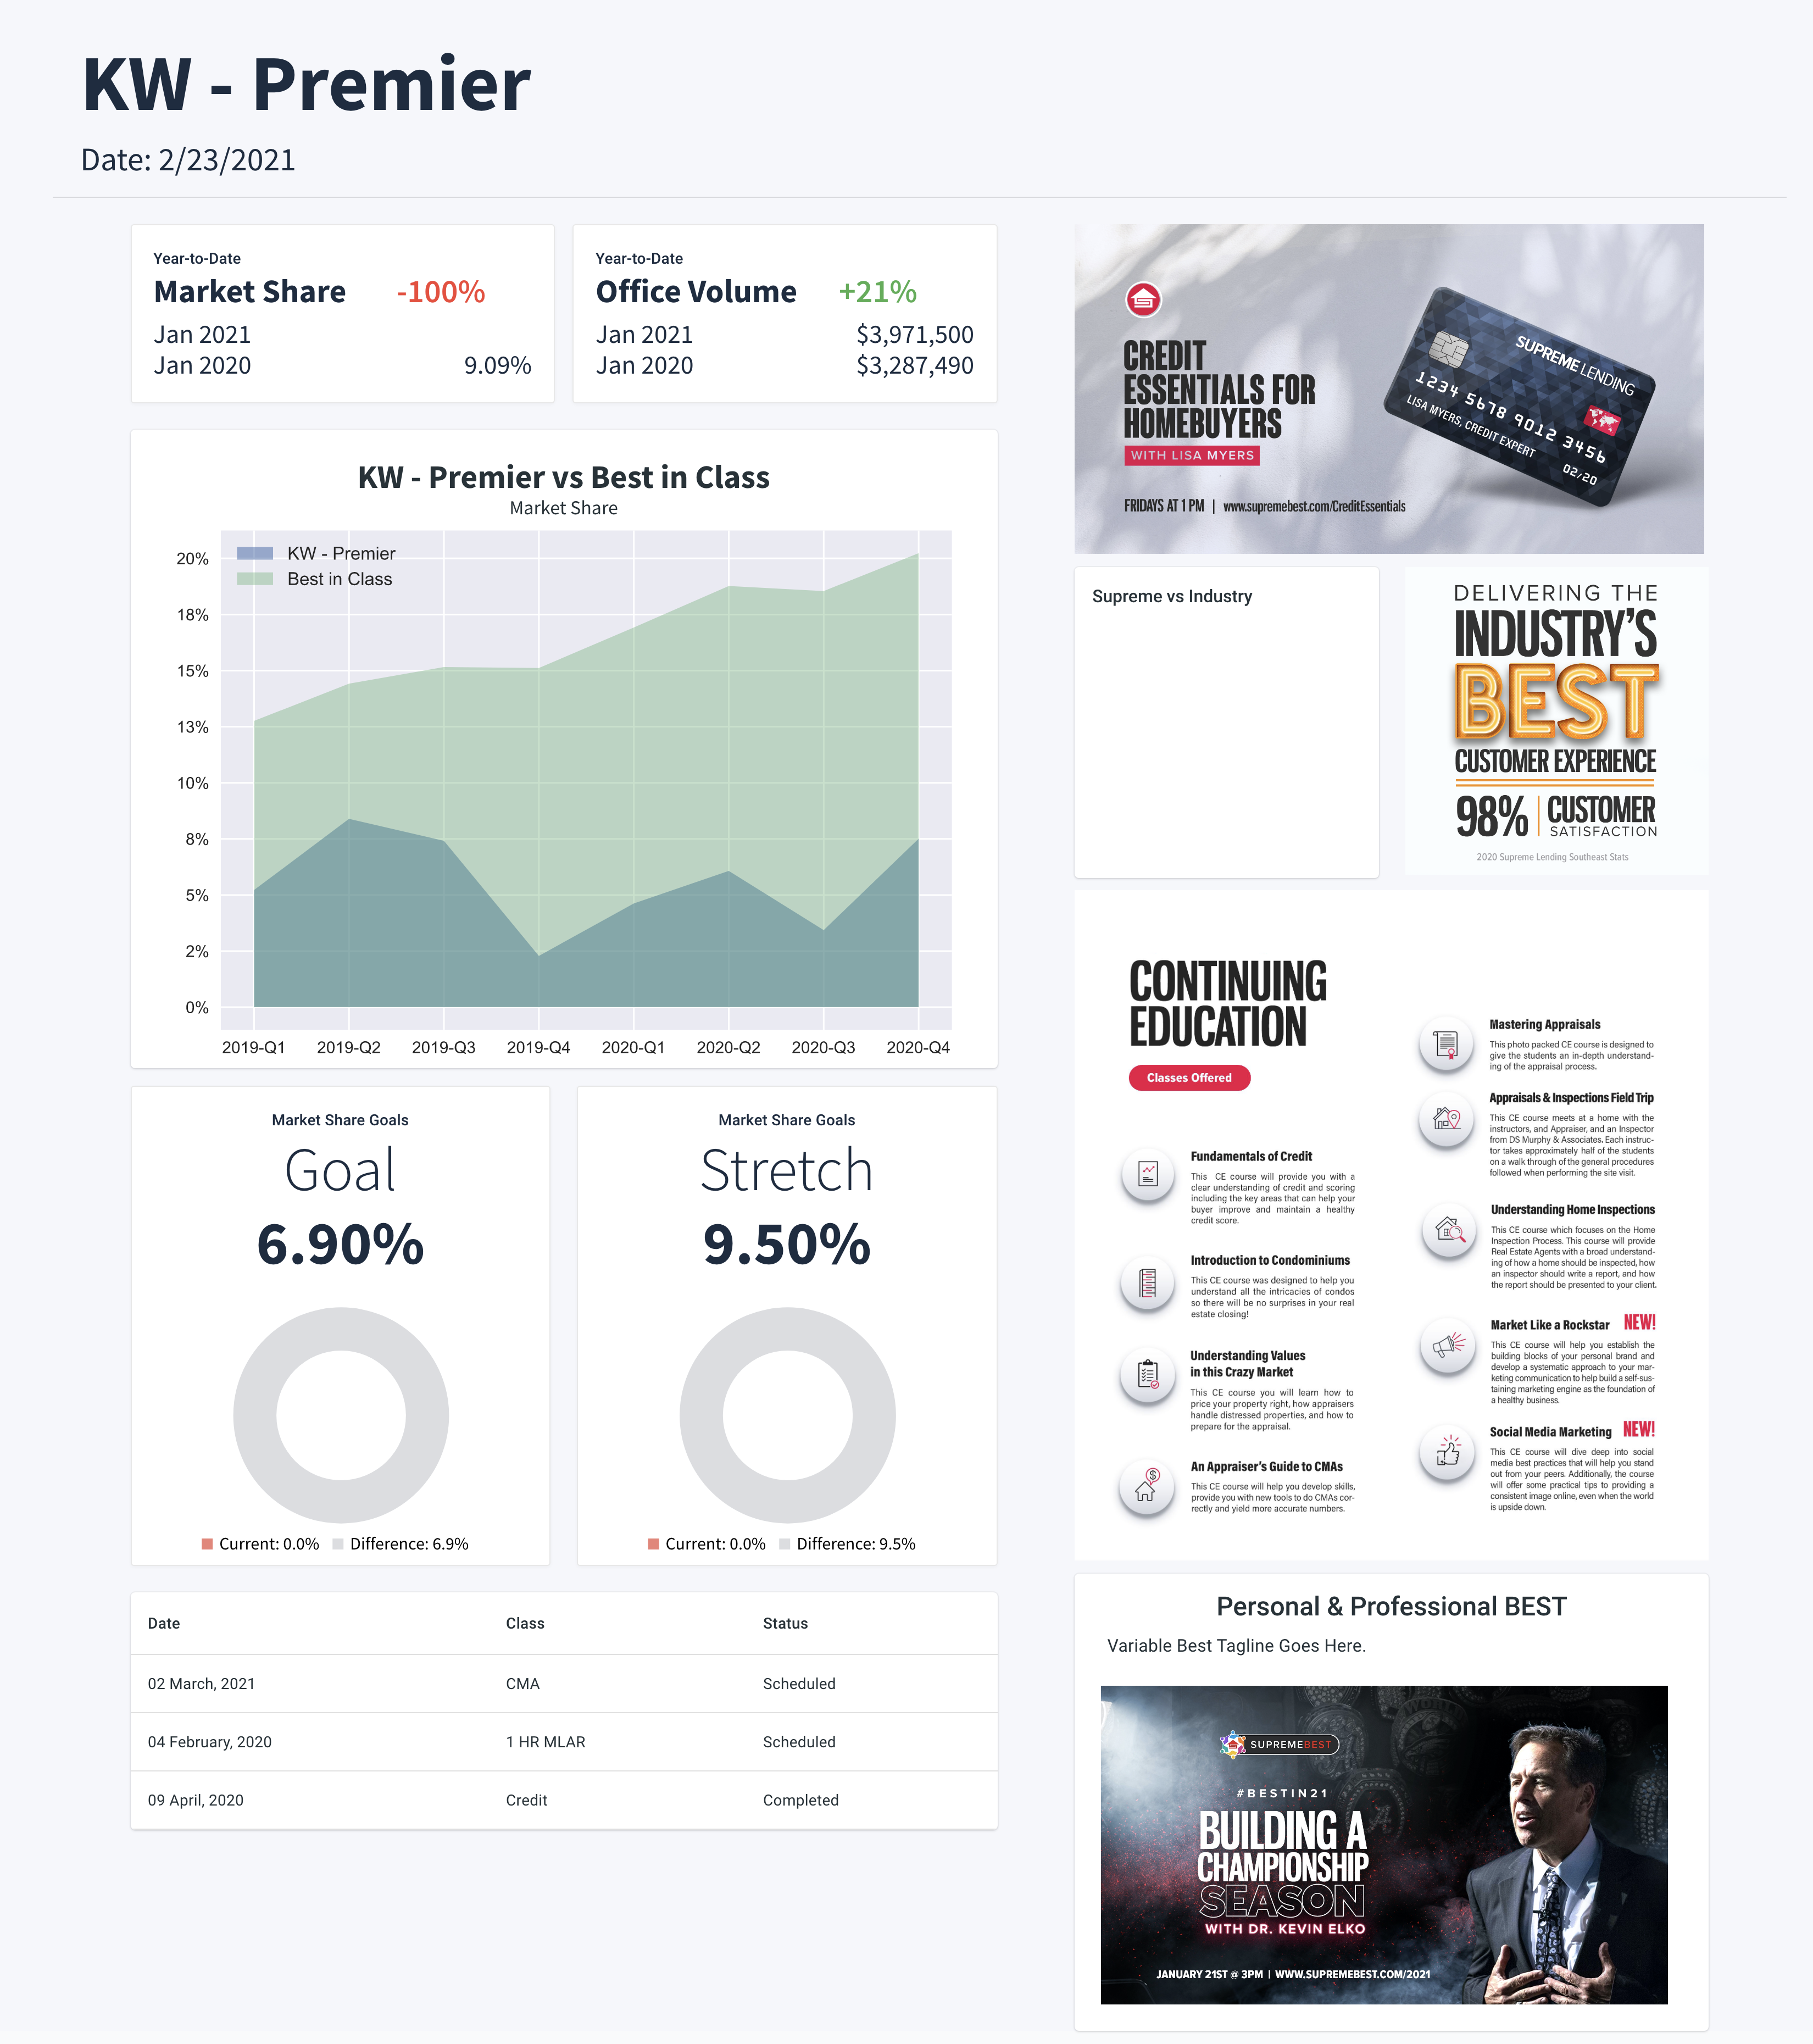 KW - Premier
Date: 2/23/2021
Year-to-Date
Market Share -100%
Jan 2021
Jan 2020 9.09%
Year-to-Date
Office Volume +21%
Jan 2021 $3,971,500
Jan 2020 $3,287,490
KW - Premier vs Best in Class
Market Share
KW - Premier
Best in Class
20%
18%
15%
13%
10%
8%
5%
2%
0%
2019-Q1 2019-Q2 2019-Q3 2019-Q4 2020-Q1 2020-Q2 2020-Q3 2020-Q4
Market Share Goals
Goal
6.90%
Current: 0.0% Difference: 6.9%
Market Share Goals
Stretch
9.50%
Current: 0.0% Difference: 9.5%
Date Class Status
02 March, 2021 CMA Scheduled
04 February, 2020 1 HR MLAR Scheduled
09 April, 2020 Credit Completed
CREDIT
ESSENTIALS FOR
HOMEBUYERS
WITH LISA MYERS
FRIDAYS AT 1 PM | www.supremebest.com/CreditEssentials
SUPREME LENDING
1234 5678 9012 3456
LISA MYERS, CREDIT EXPERT
02/20
Supreme vs Industry
DELIVERING THE
INDUSTRY'S
BEST
CUSTOMER EXPERIENCE
98% CUSTOMER
SATISFACTION
2020 Supreme Lending Southeast Stats
CONTINUING
EDUCATION
Classes Offered
Fundamentals of Credit
This CE course will provide you with a
clear understanding of credit and scoring
including the key areas that can help your
buyer improve and maintain a healthy
credit score.
Introduction to Condominiums
This CE course was designed to help you
understand all the intricacies of condos
so there will be no surprises in your real
estate closing!
Understanding Values
in this Crazy Market
This CE course you will learn how to
price your property right, how appraisers
handle distressed properties, and how to
prepare for the appraisal.
An Appraiser's Guide to CMAs
This CE course will help you develop skills,
provide you with new tools to do CMAs cor-
rectly and yield more accurate numbers.
Mastering Appraisals
This photo packed CE course is designed to
give the students an in-depth understand-
ing of the appraisal process.
Appraisals & Inspections Field Trip
This CE course meets at a home with the
instructors, and Appraiser, and an Inspector
from DS Murphy & Associates. Each instruc-
tor takes approximately half of the students
on a walk through of the general procedures
followed when performing the site visit.
Understanding Home Inspections
This CE course which focuses on the Home
Inspection Process. This course will provide
Real Estate Agents with a broad understand-
ing of how a home should be inspected, how
an inspector should write a report, and how
the report should be presented to your client.
Market Like a Rockstar NEW!
This CE course will help you establish the
building blocks of your personal brand and
develop a systematic approach to your mar-
keting communication to help build a self-sus-
taining marketing engine as the foundation of
a healthy business.
Social Media Marketing NEW!
This CE course will dive deep into social
media best practices that will help you stand
out from your peers. Additionally, the course
will offer some practical tips to providing a
consistent image online, even when the world
is upside down.
Personal & Professional BEST
Variable Best Tagline Goes Here.
SUPREMEBEST
#BESTIN21
BUILDING A
CHAMPIONSHIP
SEASON
WITH DR. KEVIN ELKO
JANUARY 21ST @ 3PM | WWW.SUPREMEBEST.COM/2021